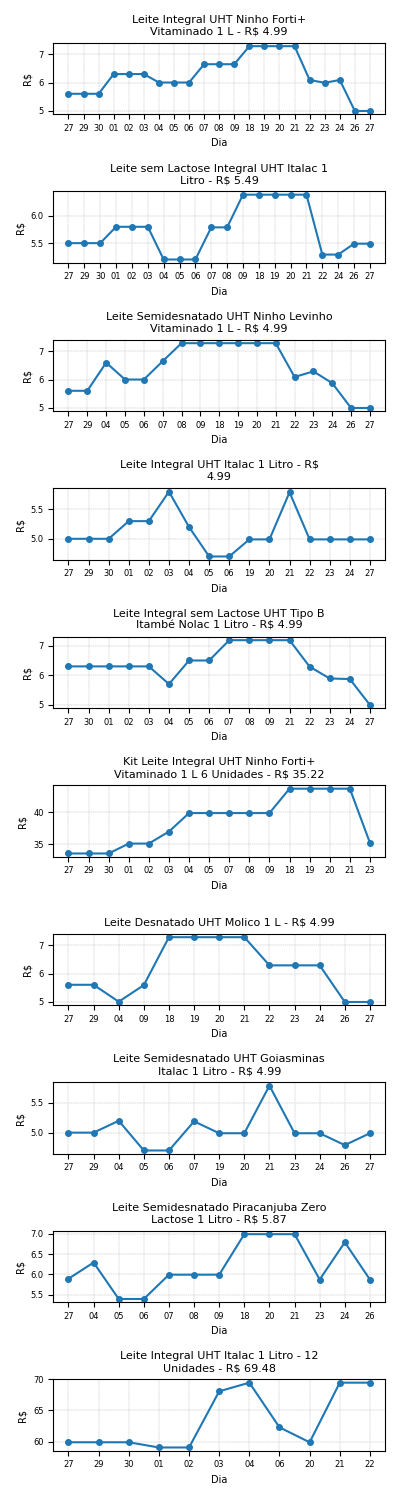 Leite Integral UHT Ninho Forti+
Vitaminado 1 L - R$ 4.99
7
6
5
R$
27 29 30 01 02 03 04 05 06 07 08 09 18 19 20 21 22 23 24 26 27
Dia
Leite sem Lactose Integral UHT Italac 1
Litro - R$ 5.49
6.0
5.5
R$
27 29 30 01 02 03 04 05 06 07 08 09 18 19 20 21 22 23 26 27
Dia
Leite Semidesnatado UHT Ninho Levinho
Vitaminado 1 L - R$ 4.99
7
6
5
R$
27 29 04 05 06 07 08 09 18 19 20 21 22 23 24 26 27
Dia
Leite Integral UHT Italac 1 Litro - R$
4.99
5.5
5.0
R$
27 29 30 01 02 03 04 05 06 19 20 21 22 23 24 27
Dia
Leite Integral sem Lactose UHT Tipo B
Itambé Nolac 1 Litro - R$ 4.99
7
6
5
R$
27 30 01 02 03 04 05 06 07 08 09 21 22 23 24 27
Dia
Kit Leite Integral UHT Ninho Forti+
Vitaminado 1 L 6 Unidades - R$ 35.22
40
35
R$
27 29 30 01 02 03 04 05 07 08 09 18 19 20 21 23
Dia
Leite Desnatado UHT Molico 1 L - R$ 4.99
7
6
5
R$
27 29 04 09 18 19 20 21 22 23 24 26 27
Dia
Leite Semidesnatado UHT Goiasminas
Italac 1 Litro - R$ 4.99
5.5
5.0
R$
27 29 04 05 06 07 19 20 21 23 24 26 27
Dia
Leite Semidesnatado Piracanjuba Zero
Lactose 1 Litro - R$ 5.87
7.0
6.5
6.0
5.5
R$
27 04 05 06 07 08 09 18 20 21 23 24 26
Dia
Leite Integral UHT Italac 1 Litro - 12
Unidades - R$ 69.48
70
65
60
R$
27 29 30 01 02 03 04 06 20 21 22
Dia